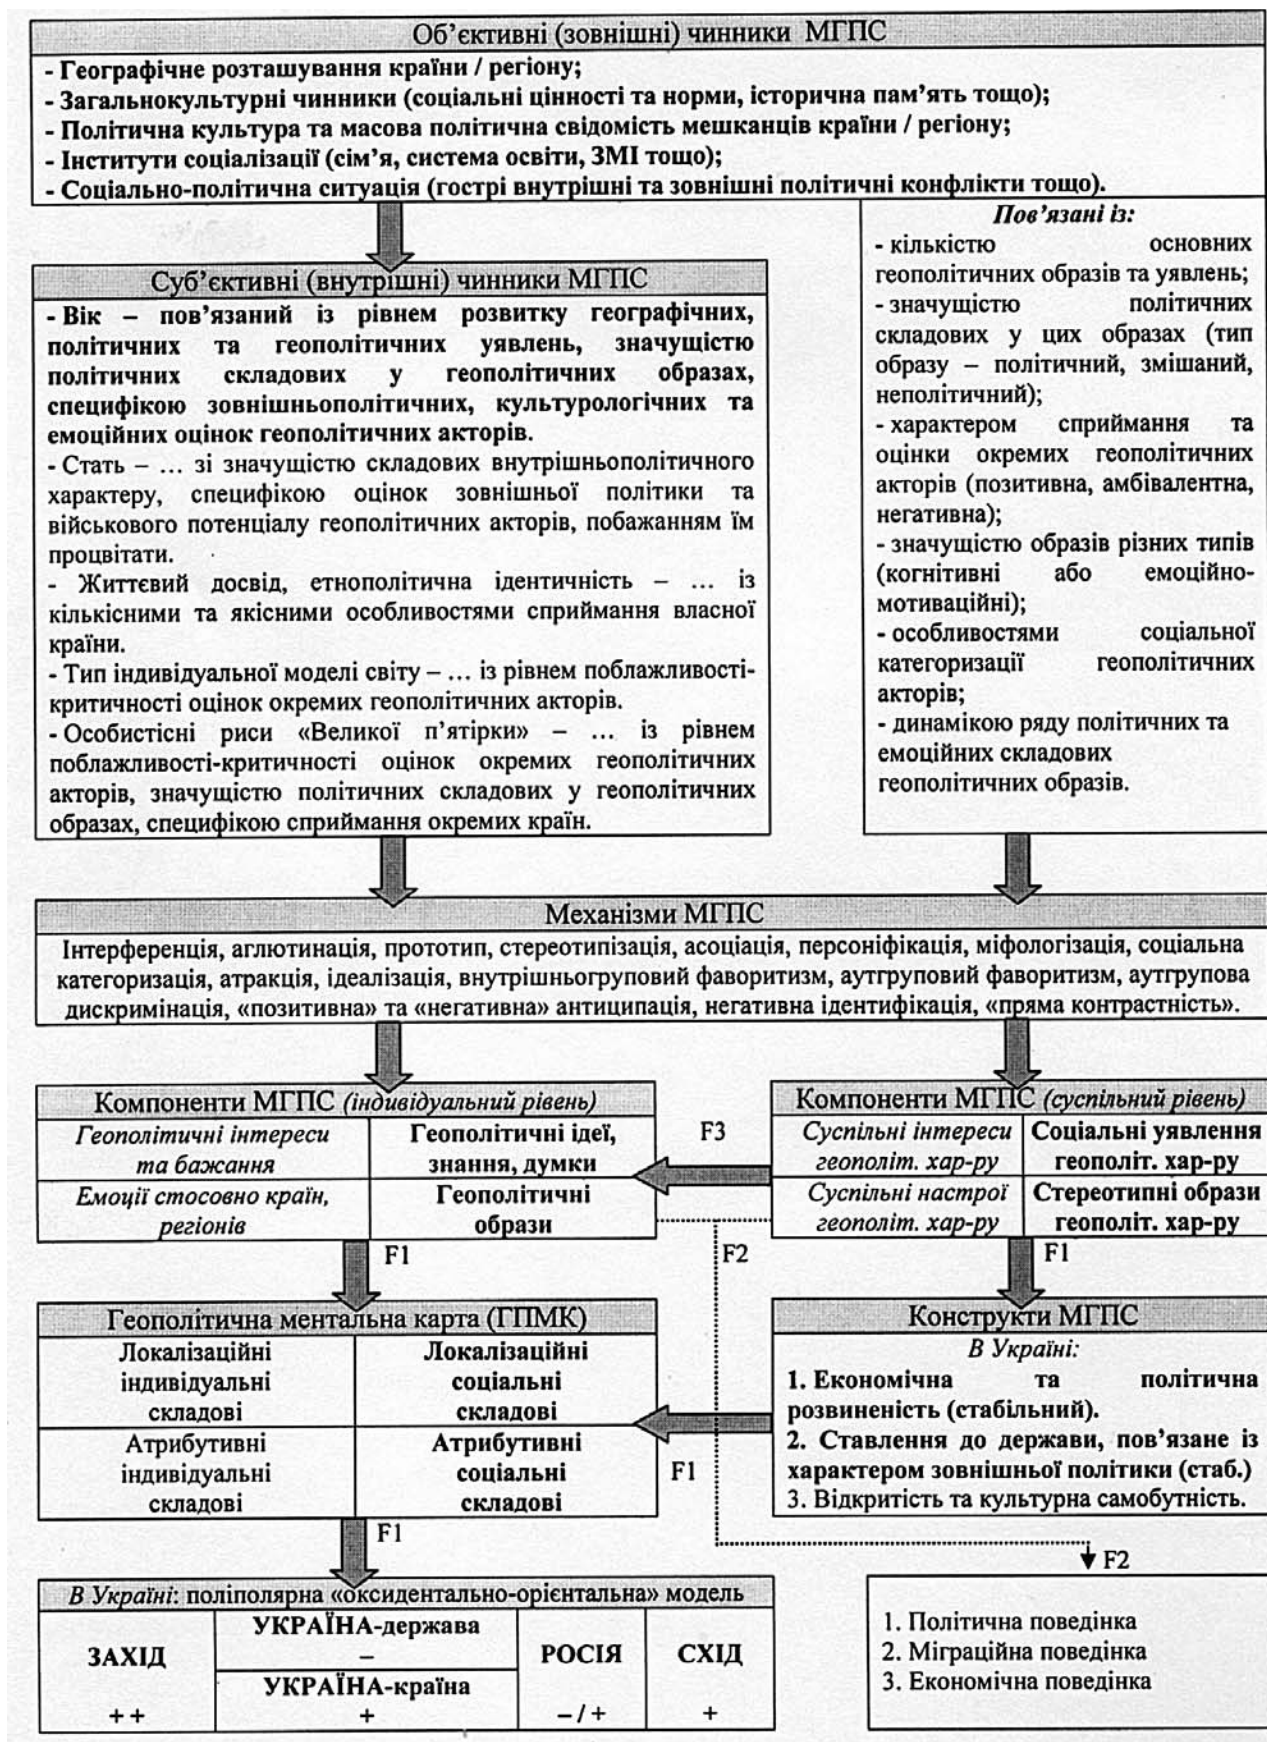 Об’єктивні (зовнішні) чинники МГПС
- Географічне розташування країни / регіону;
- Загальнокультурні чинники (соціальні цінності та норми, історична пам’ять тощо);
- Політична культура та масова політична свідомість мешканців країни / регіону;
- Інститути соціалізації (сім’я, система освіти, ЗМІ тощо);
- Соціально-політична ситуація (гострі внутрішні та зовнішні політичні конфлікти тощо).
Суб’єктивні (внутрішні) чинники МГПС
- Вік – пов’язаний із рівнем розвитку географічних,
політичних та геополітичних уявлень, значущістю
політичних складових у геополітичних образах,
специфікою зовнішньополітичних, культурологічних та
емоційних оцінок геополітичних акторів.
- Стать – … зі значущістю складових внутрішньополітичного
характеру, специфікою оцінок зовнішньої політики та
військового потенціалу геополітичних акторів, побажанням їм
процвітати.
- Життєвий досвід, етнополітична ідентичність – … із
кількісними та якісними особливостями сприймання власної
країни.
- Тип індивідуальної моделі світу – … із рівнем поблажливості-
критичності оцінок окремих геополітичних акторів.
- Особистісні риси «Великої п’ятірки» – … із рівнем
поблажливості-критичності оцінок окремих геополітичних
акторів, значущістю політичних складових у геополітичних
образах, специфікою сприймання окремих країн.
Пов’язані із:
- кількістю основних
геополітичних образів та уявлень;
- значущістю політичних
складових у цих образах (тип
образу – політичний, змішаний,
неполітичний);
- характером сприймання та
оцінки окремих геополітичних
акторів (позитивна, амбівалентна,
негативна);
- значущістю образів різних типів
(когнітивні або емоційно-
мотиваційні);
- особливостями соціальної
категоризації геополітичних
акторів;
- динамікою ряду політичних та
емоційних складових
геополітичних образів.
Механізми МГПС
Інтерференція, аглютинація, прототип, стереотипізація, асоціація, персоніфікація, міфологізація, соціальна
категоризація, атракція, ідеалізація, внутрішньогруповий фаворитизм, аутгруповий фаворитизм, аутгрупова
дискримінація, «позитивна» та «негативна» антиципація, негативна ідентифікація, «пряма контрастність».
Компоненти МГПС (індивідуальний рівень)
Геополітичні інтереси
та бажання
Геополітичні ідеї,
знання, думки
Емоції стосовно країн,
регіонів
Геополітичні
образи
F3
Компоненти МГПС (суспільний рівень)
Суспільні інтереси
геополіт. хар-ру
Соціальні уявлення
геополіт. хар-ру
Суспільні настрої
геополіт. хар-ру
Стереотипні образи
геополіт. хар-ру
F1
F2
F1
Геополітична ментальна карта (ГПМК)
Локалізаційні
індивідуальні
складові
Локалізаційні
соціальні
складові
Атрибутивні
індивідуальні
складові
Атрибутивні
соціальні
складові
F1
Конструкти МГПС
В Україні:
1. Економічна та політична
розвиненість (стабільний).
2. Ставлення до держави, пов’язане із
характером зовнішньої політики (стаб.)
3. Відкритість та культурна самобутність.
F1
F2
В Україні: поліполярна «оксидентально-орієнтальна» модель
ЗАХІД
+ +
УКРАЇНА-держава
–
УКРАЇНА-країна
+
РОСІЯ
– / +
СХІД
+
1. Політична поведінка
2. Міграційна поведінка
3. Економічна поведінка